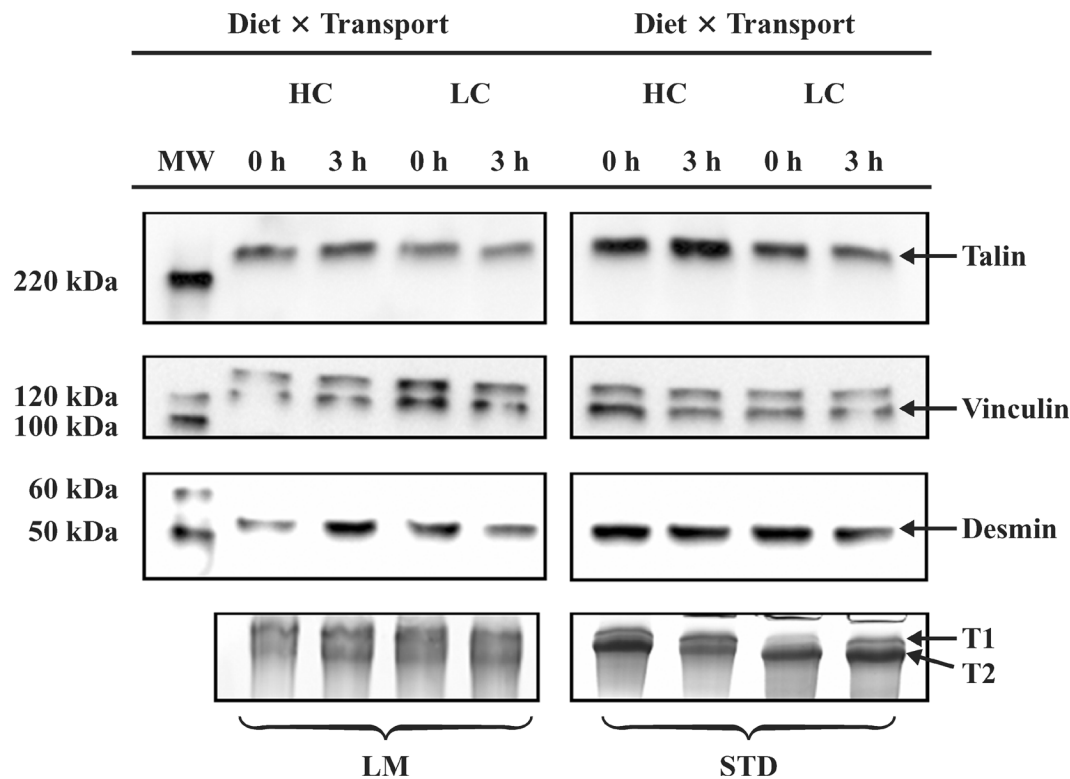 Diet × Transport Diet × Transport
HC LC HC LC
MW 0 h 3 h 0 h 3 h 0 h 3 h 0 h 3 h
Talin
220 kDa
120 kDa
Vinculin
100 kDa
60 kDa
50 kDa Desmin
T1
T2
LM STD